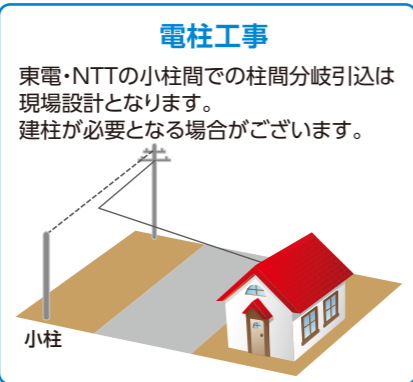 電柱工事
東電・NTTの小柱間での柱間分岐引込は
現場設計となります。
建柱が必要となる場合がございます。
小柱